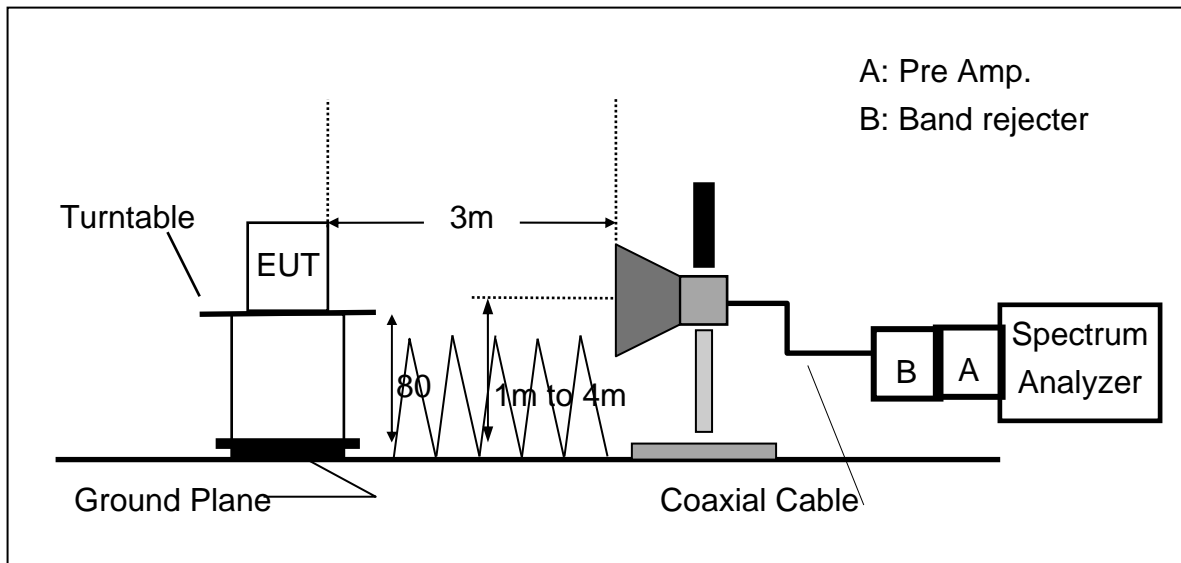 A: Pre Amp.
B: Band rejecter
Turntable
3m
EUT
Spectrum
Analyzer
B
A
80
1m to 4m
Ground Plane
Coaxial Cable